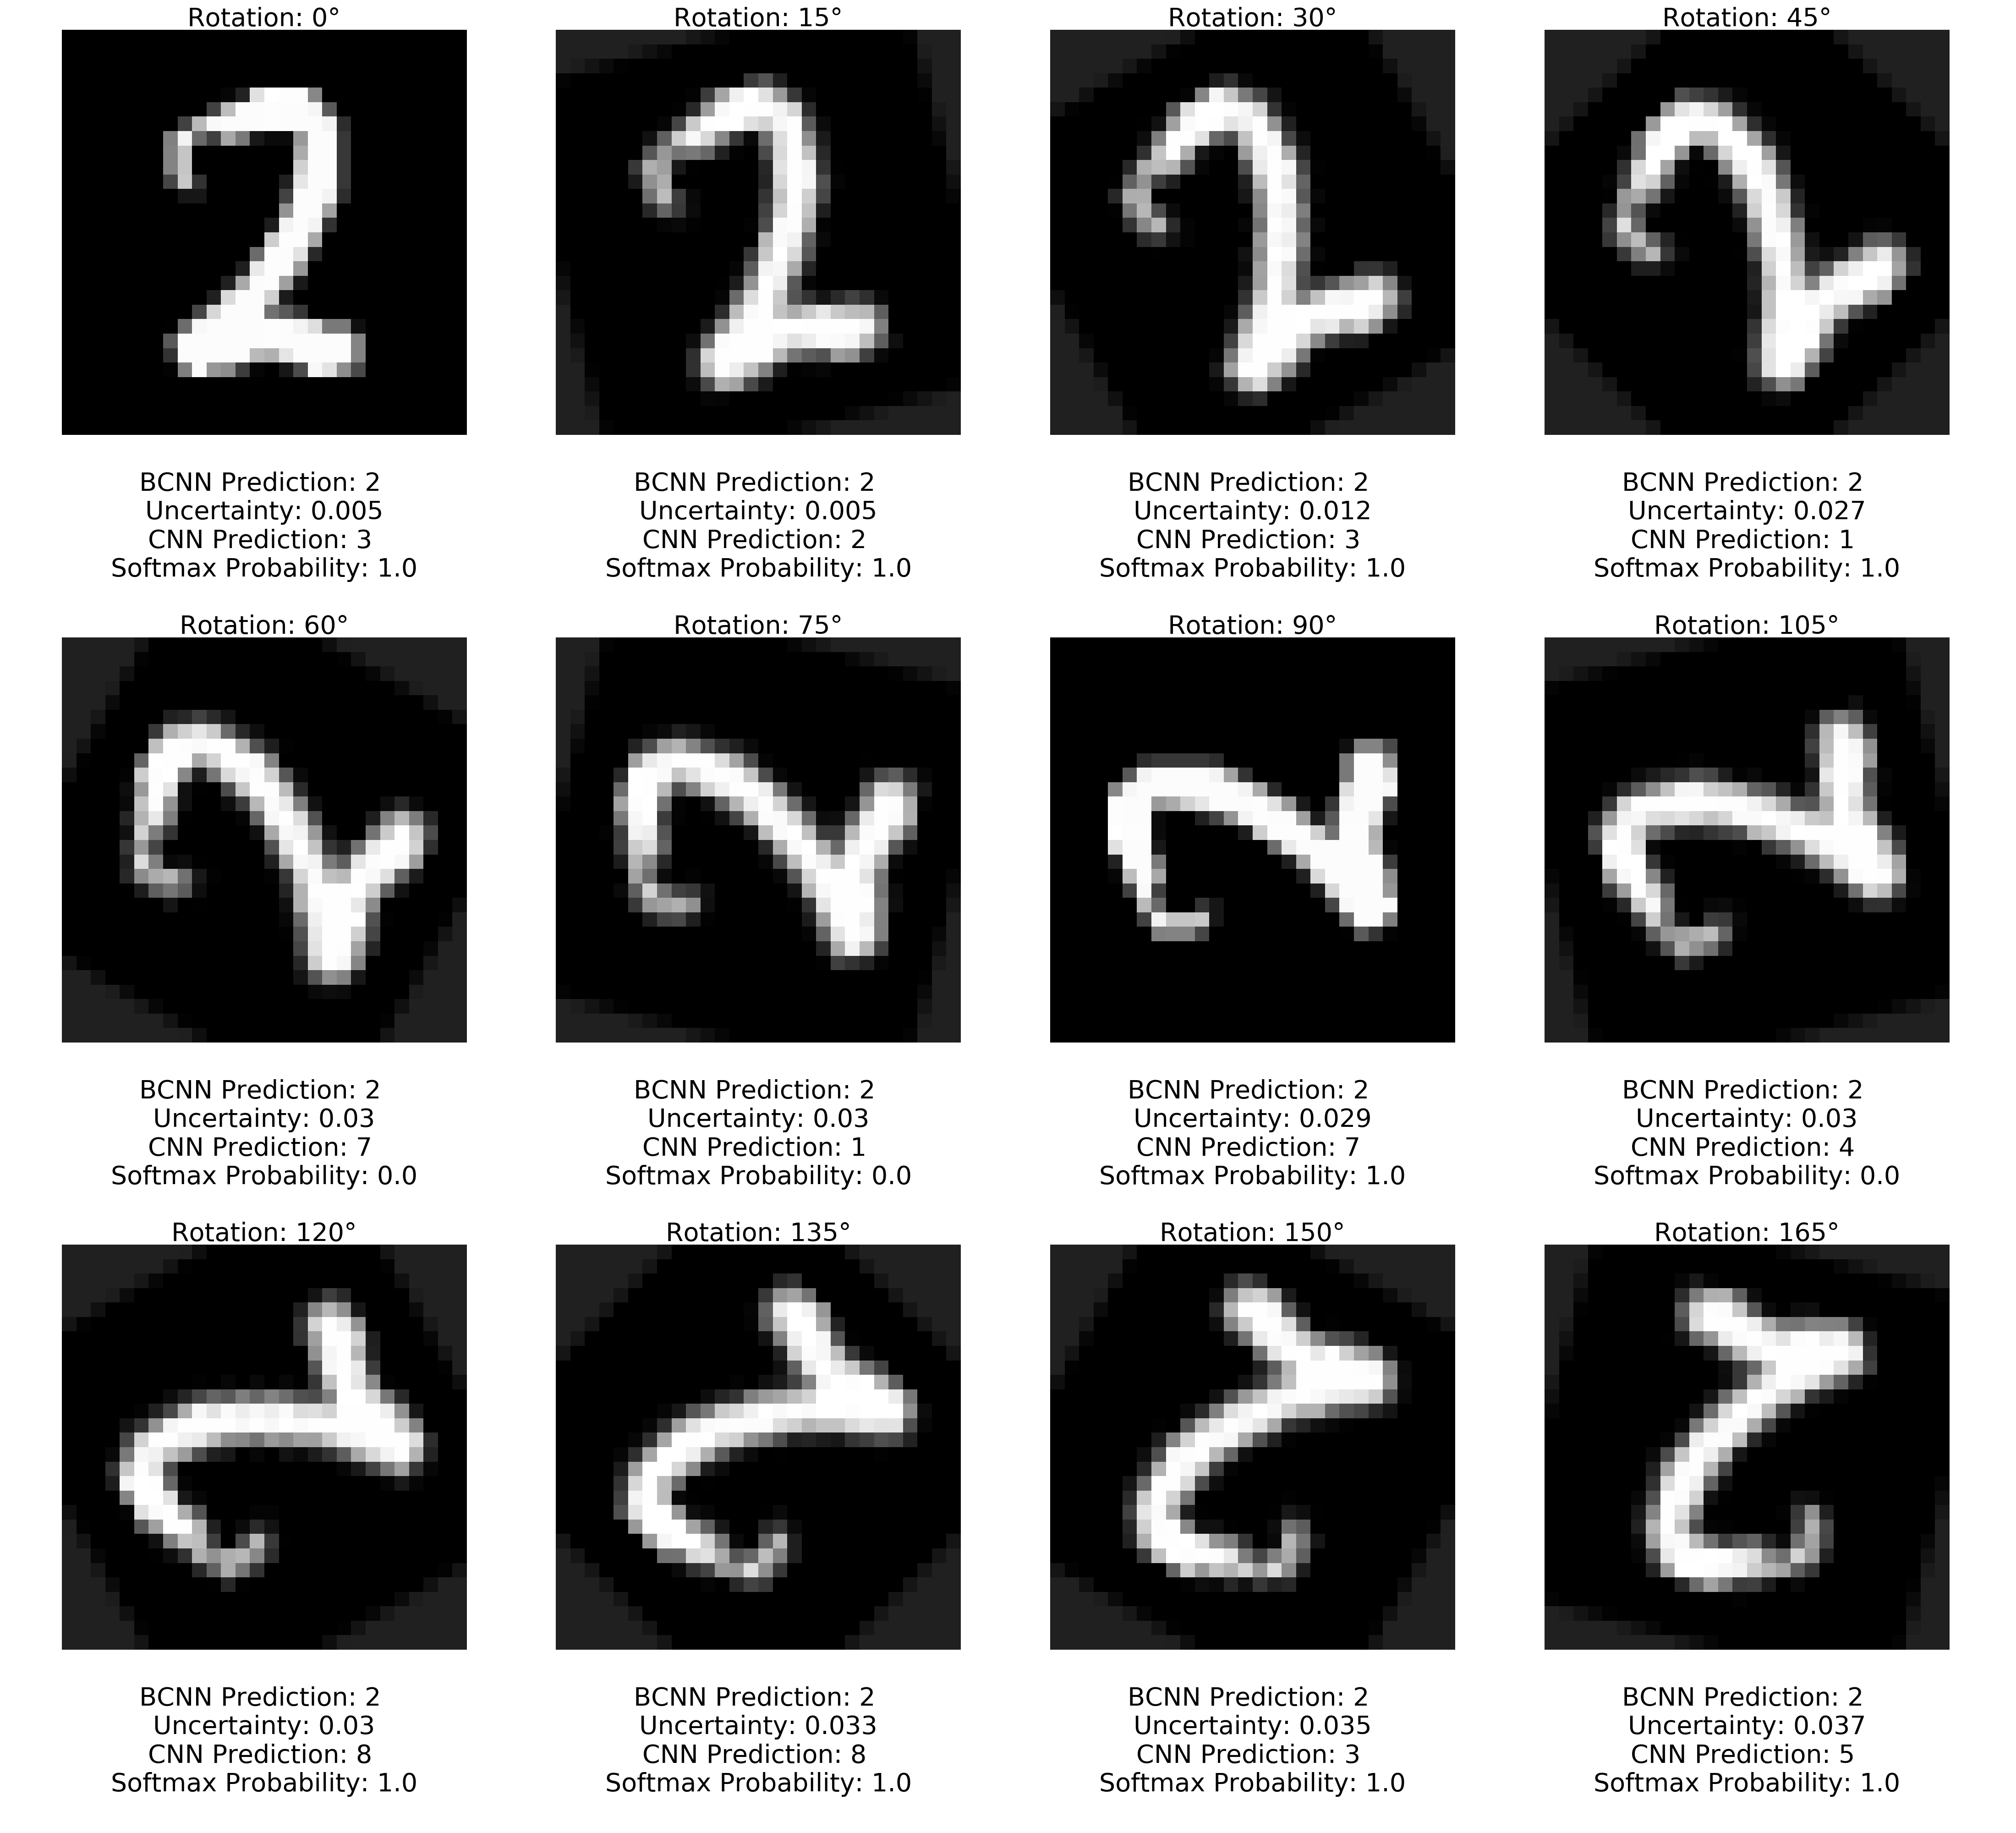 Rotation: 0°
BCNN Prediction: 2
Uncertainty: 0.005
CNN Prediction: 3
Softmax Probability: 1.0
Rotation: 15°
BCNN Prediction: 2
Uncertainty: 0.005
CNN Prediction: 2
Softmax Probability: 1.0
Rotation: 30°
BCNN Prediction: 2
Uncertainty: 0.012
CNN Prediction: 3
Softmax Probability: 1.0
Rotation: 45°
BCNN Prediction: 2
Uncertainty: 0.027
CNN Prediction: 1
Softmax Probability: 1.0
Rotation: 60°
BCNN Prediction: 2
Uncertainty: 0.03
CNN Prediction: 7
Softmax Probability: 0.0
Rotation: 75°
BCNN Prediction: 2
Uncertainty: 0.03
CNN Prediction: 1
Softmax Probability: 0.0
Rotation: 90°
BCNN Prediction: 2
Uncertainty: 0.029
CNN Prediction: 7
Softmax Probability: 1.0
Rotation: 105°
BCNN Prediction: 2
Uncertainty: 0.03
CNN Prediction: 4
Softmax Probability: 0.0
Rotation: 120°
BCNN Prediction: 2
Uncertainty: 0.03
CNN Prediction: 8
Softmax Probability: 1.0
Rotation: 135°
BCNN Prediction: 2
Uncertainty: 0.033
CNN Prediction: 8
Softmax Probability: 1.0
Rotation: 150°
BCNN Prediction: 2
Uncertainty: 0.035
CNN Prediction: 3
Softmax Probability: 1.0
Rotation: 165°
BCNN Prediction: 2
Uncertainty: 0.037
CNN Prediction: 5
Softmax Probability: 1.0